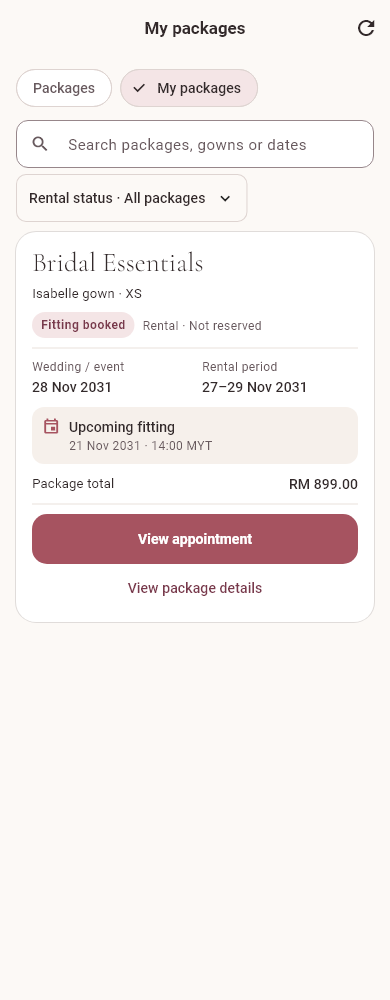 My packages
Packages
My packages
Search packages, gowns or dates
Rental status · All packages
Bridal Essentials
Isabelle gown · XS
Fitting booked
Rental · Not reserved
Wedding / event
Rental period
28 Nov 2031
27–29 Nov 2031
Upcoming fitting
21 Nov 2031 · 14:00 MYT
Package total
RM 899.00
View appointment
View package details